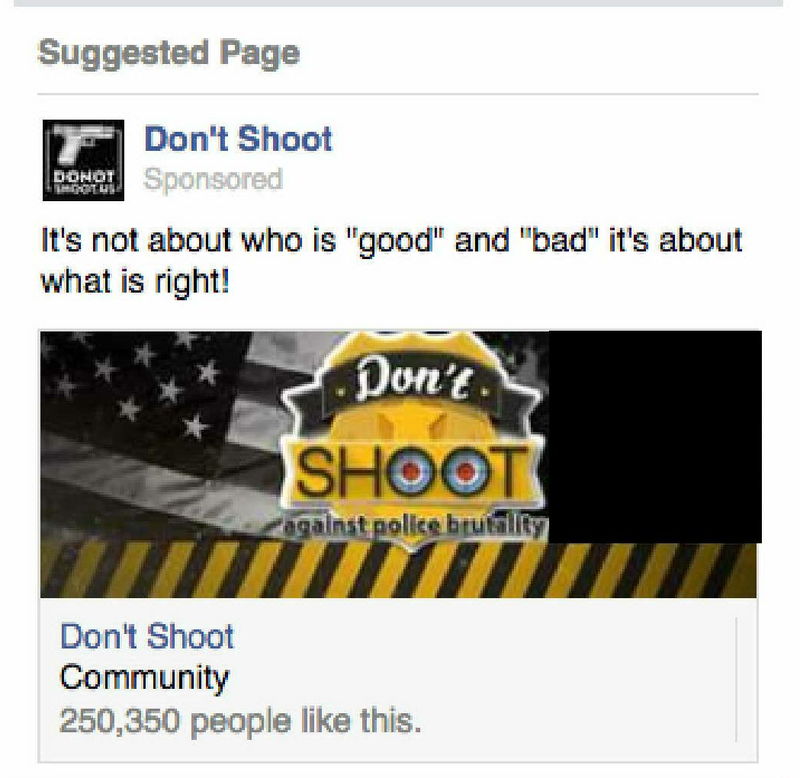 Suggested Page
DONOT
SHOOT.US
Don't Shoot
Sponsored
It's not about who is "good" and "bad" it's about
what is right!
Don't
SHOOT
against police brutality
Don't Shoot
Community
250,350 people like this.